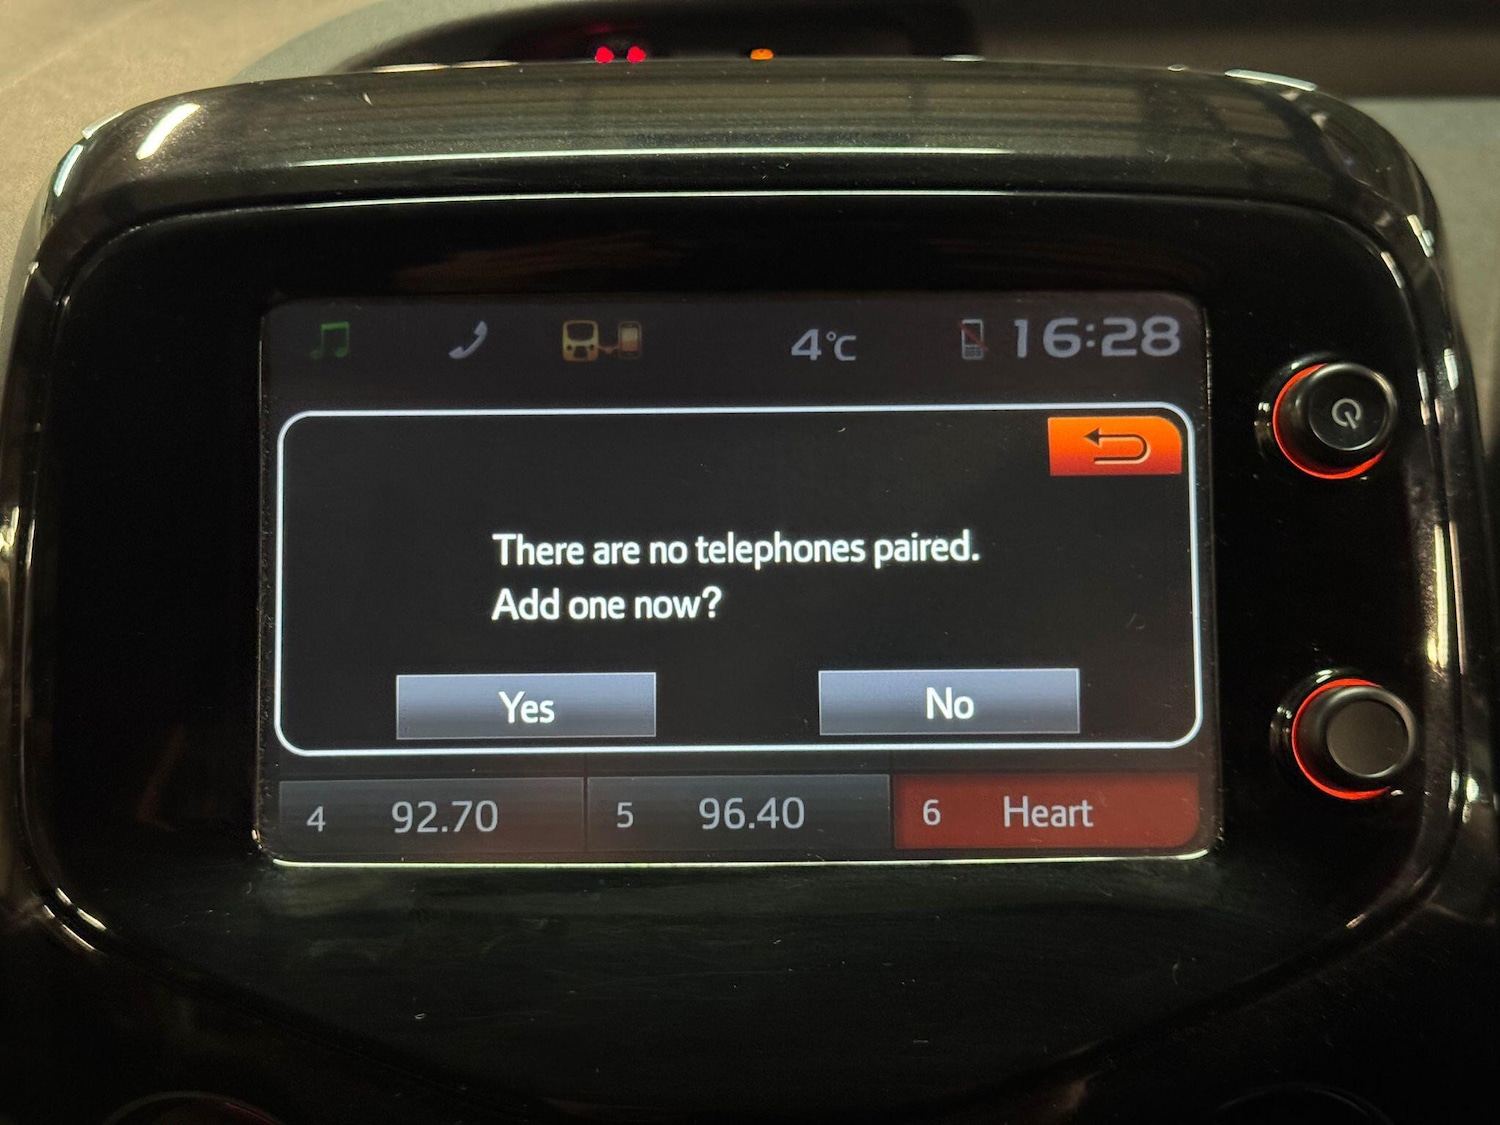 4°C 16:28
There are no telephones paired.
Add one now?
Yes No
4 92.70 5 96.40 6 Heart